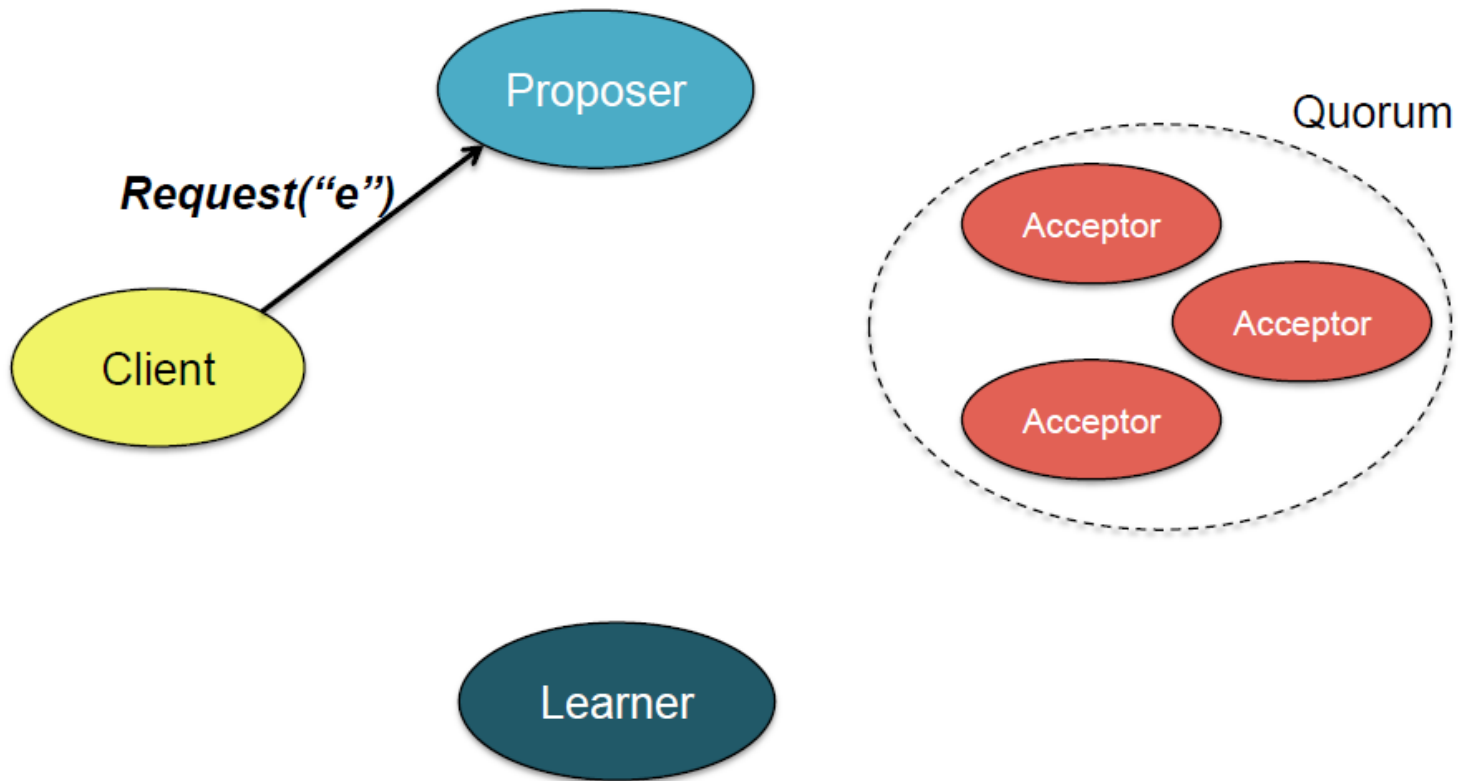 Proposer
Quorum
Request(“e”)
Acceptor
Acceptor
Client
Acceptor
Learner